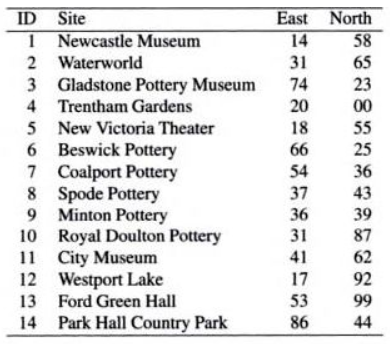 ID Site East North
1 Newcastle Museum 14 58
2 Waterworld 31 65
3 Gladstone Pottery Museum 74 23
4 Trentham Gardens 20 00
5 New Victoria Theater 18 55
6 Beswick Pottery 66 25
7 Coalport Pottery 54 36
8 Spode Pottery 37 43
9 Minton Pottery 36 39
10 Royal Doulton Pottery 31 87
11 City Museum 41 62
12 Westport Lake 17 92
13 Ford Green Hall 53 99
14 Park Hall Country Park 86 44